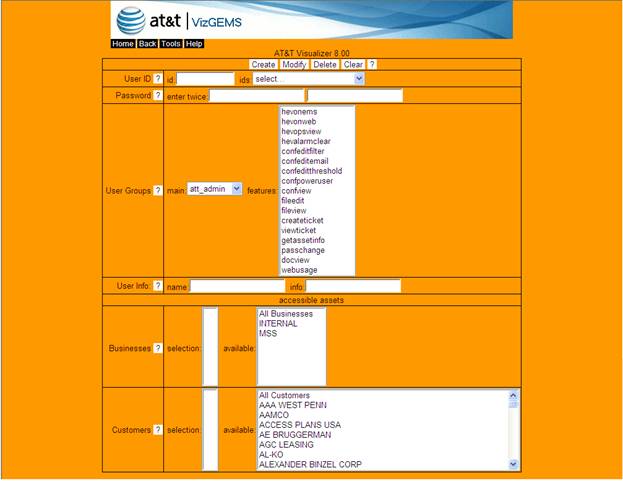 at&t | VizGEMS
Home Back Tools Help
AT&T Visualizer 8.00
Create Modify Delete Clear ?
User ID ? id: ids: select...
Password ? enter twice:
User Groups ? main: att_admin features:
hevonems
hevonweb
hevopsview
hevalarmclear
confeditfilter
confeditemail
confeditthreshold
confpoweruser
confview
fileedit
fileview
createticket
viewticket
getassetinfo
passchange
docview
webusage
User Info: ? name: info:
accessible assets
Businesses ? selection: available:
All Businesses
INTERNAL
MSS
Customers ? selection: available:
All Customers
AAA WEST PENN
AAMCO
ACCESS PLANS USA
AE BRUGGERMAN
AGC LEASING
AL-KO
ALEXANDER BINZEL CORP